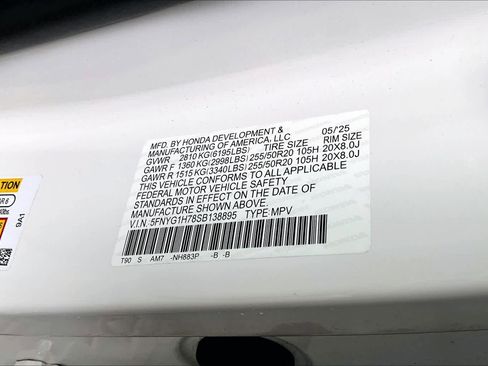 MFD. BY HONDA DEVELOPMENT & 05/'25
MANUFACTURING OF AMERICA, LLC RIM SIZE
GVWR 2810 KG(6195LBS) TIRE SIZE 20X8.0J
GAWR F 1360 KG(2998LBS) 255/50R20 105H 20X8.0J
GAWR R 1515 KG(3340LBS) 255/50R20 105H
THIS VEHICLE CONFORMS TO ALL APPLICABLE
FEDERAL MOTOR VEHICLE SAFETY
STANDARDS IN EFFECT ON THE DATE OF
MANUFACTURE SHOWN ABOVE.
V.I.N. 5FNYG1H78SB138895 TYPE: MPV
T90 S AM7 -NH883P -B -B
9A1